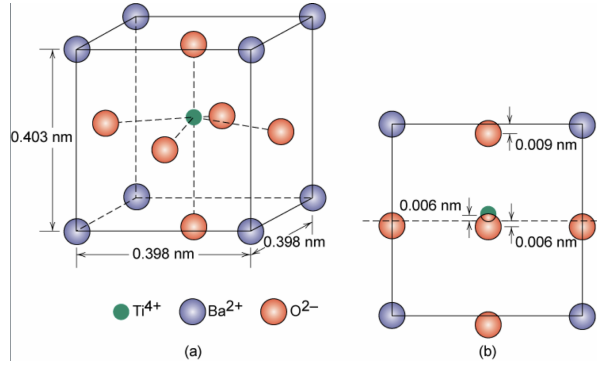 0.403 nm
0.398 nm
0.398 nm
Ti4+
Ba2+
O2–
(a)
0.009 nm
0.006 nm
0.006 nm
(b)